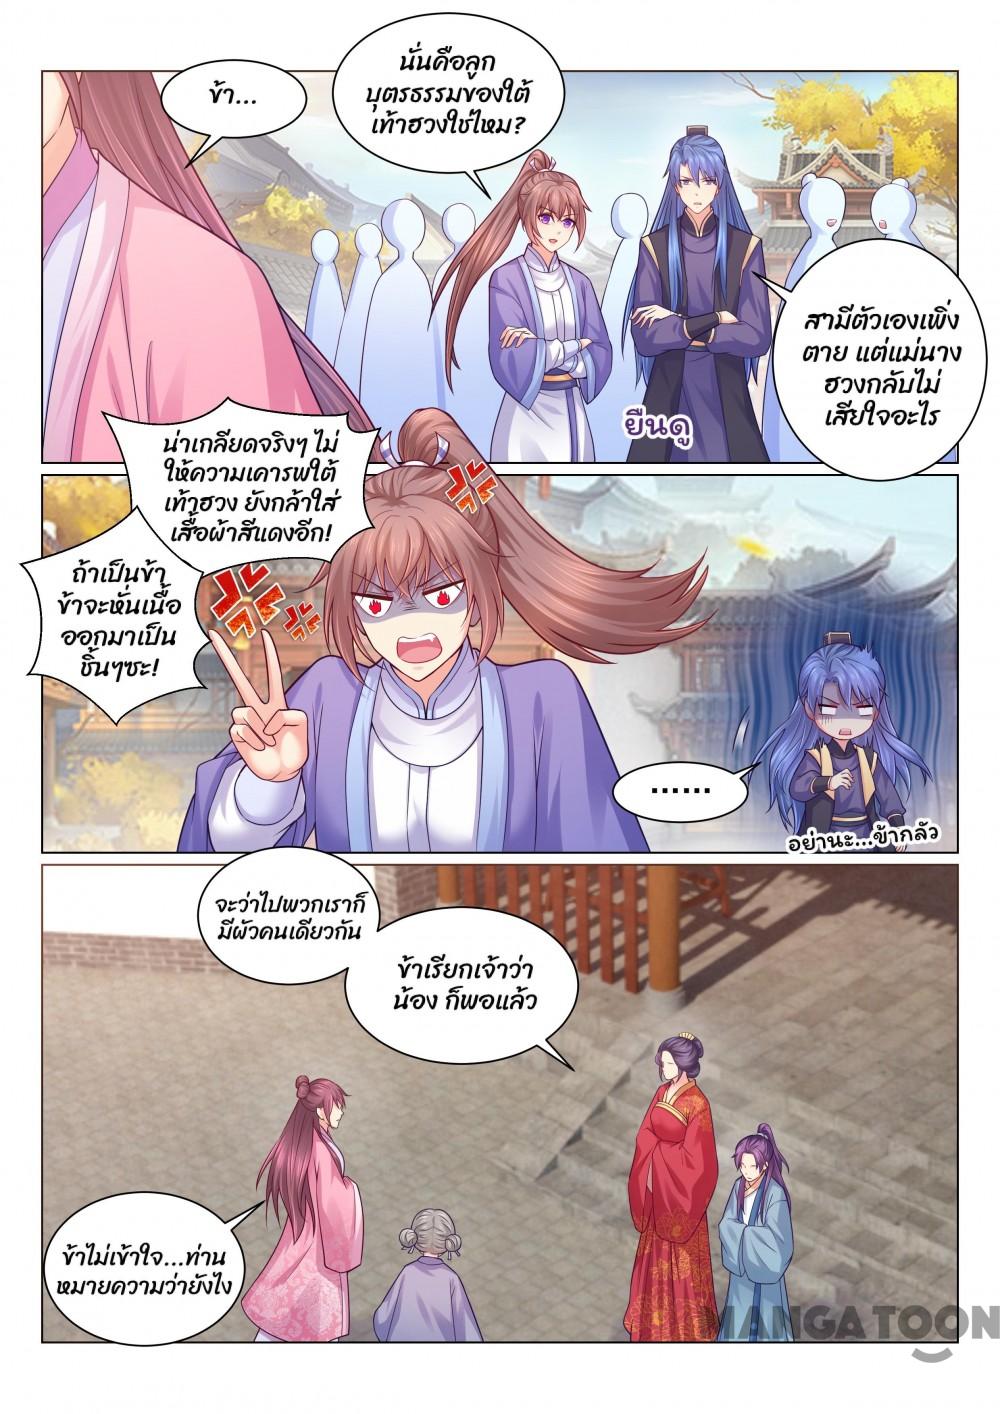 ข้า...
นั่นคือลูก
บุตรธรรมของใต้
เท้าฮวงใช่ไหม?
สามีตัวเองเพิ่ง
ตาย แต่แม่นาง
ฮวงกลับไม่
เสียใจอะไร
ยืนดู
น่าเกลียดจริงๆ ไม่
ให้ความเคารพใต้
เท้าฮวง ยังกล้าใส่
เสื้อผ้าสีแดงอีก!
ถ้าเป็นข้า
ข้าจะหั่นเนื้อ
ออกมาเป็น
ชิ้นๆซะ!
......
อย่านะ...ข้ากลัว
จะว่าไปพวกเราก็
มีผัวคนเดียวกัน
ข้าเรียกเจ้าว่า
น้อง ก็พอแล้ว
ข้าไม่เข้าใจ...ท่าน
หมายความว่ายังไง
MANGATOON